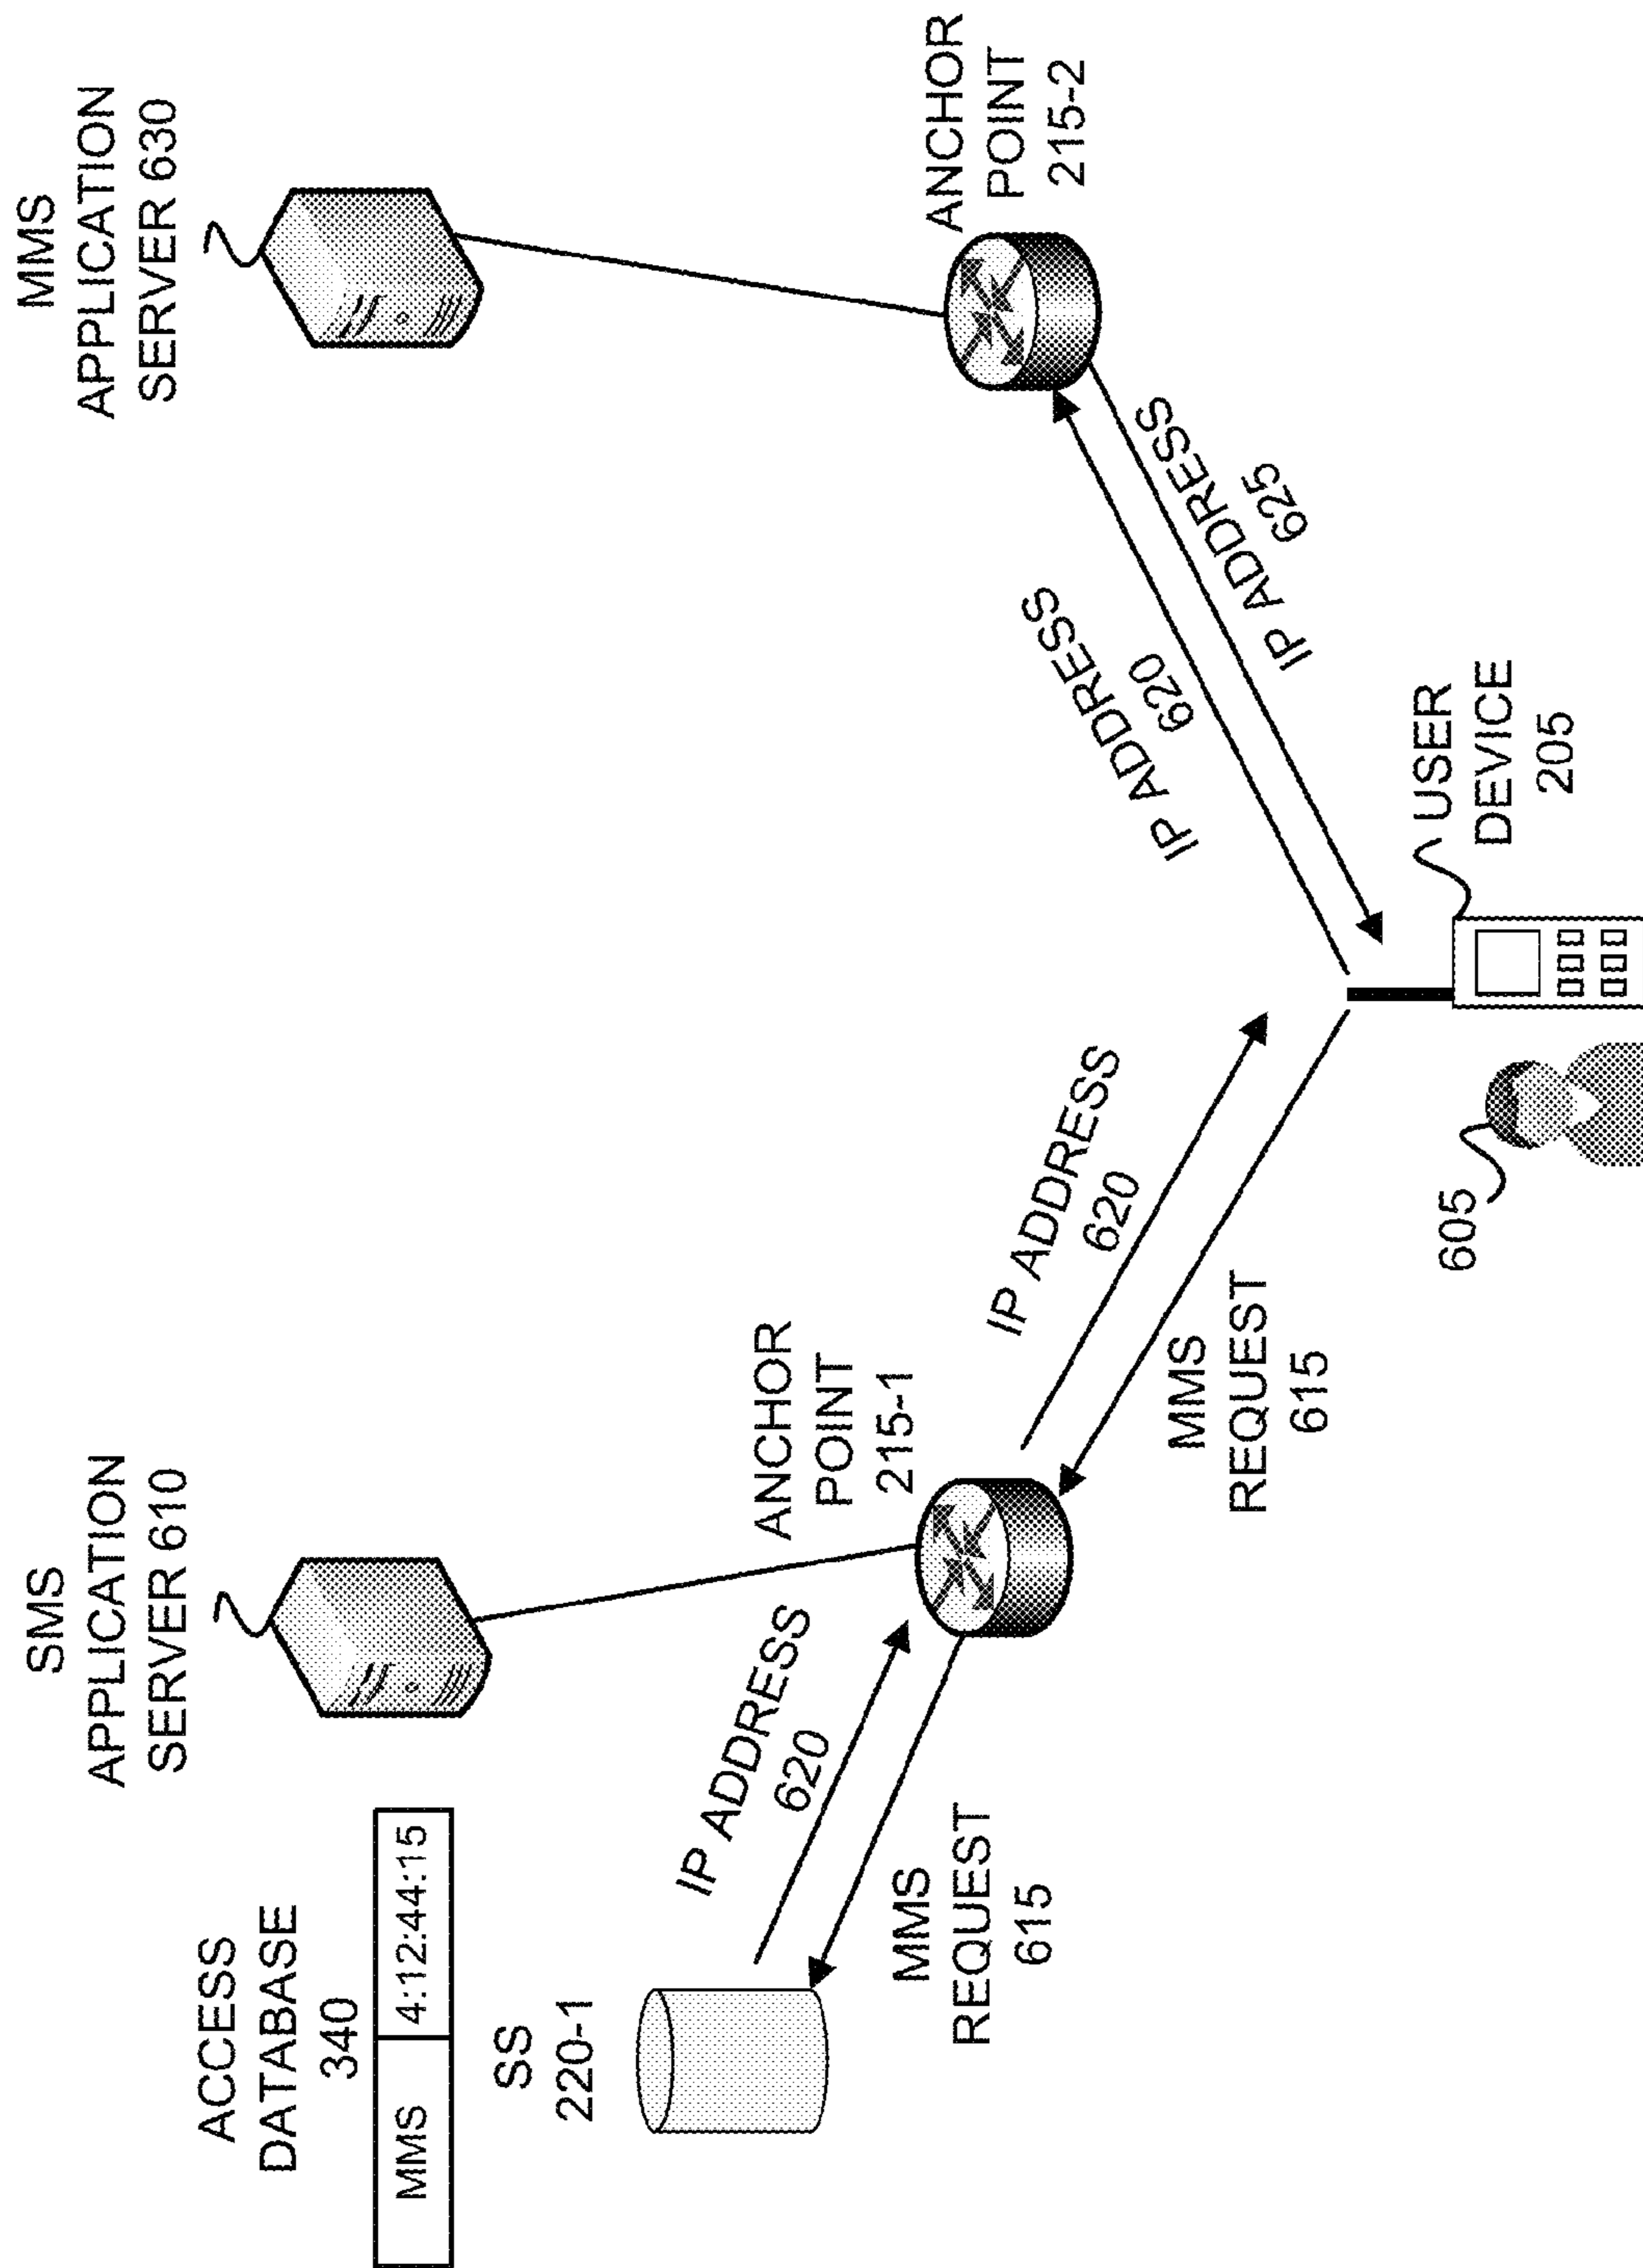 ACCESS
DATABASE
340
MMS 4:12:44:15
SS
220-1
SMS
APPLICATION
SERVER 610
MMS
APPLICATION
SERVER 630
IP ADDRESS
620
MMS
REQUEST
615
ANCHOR
POINT
215-1
IP ADDRESS
620
MMS
REQUEST
615
ANCHOR
POINT
215-2
IP ADDRESS
620
IP ADDRESS
625
605
USER
DEVICE
205